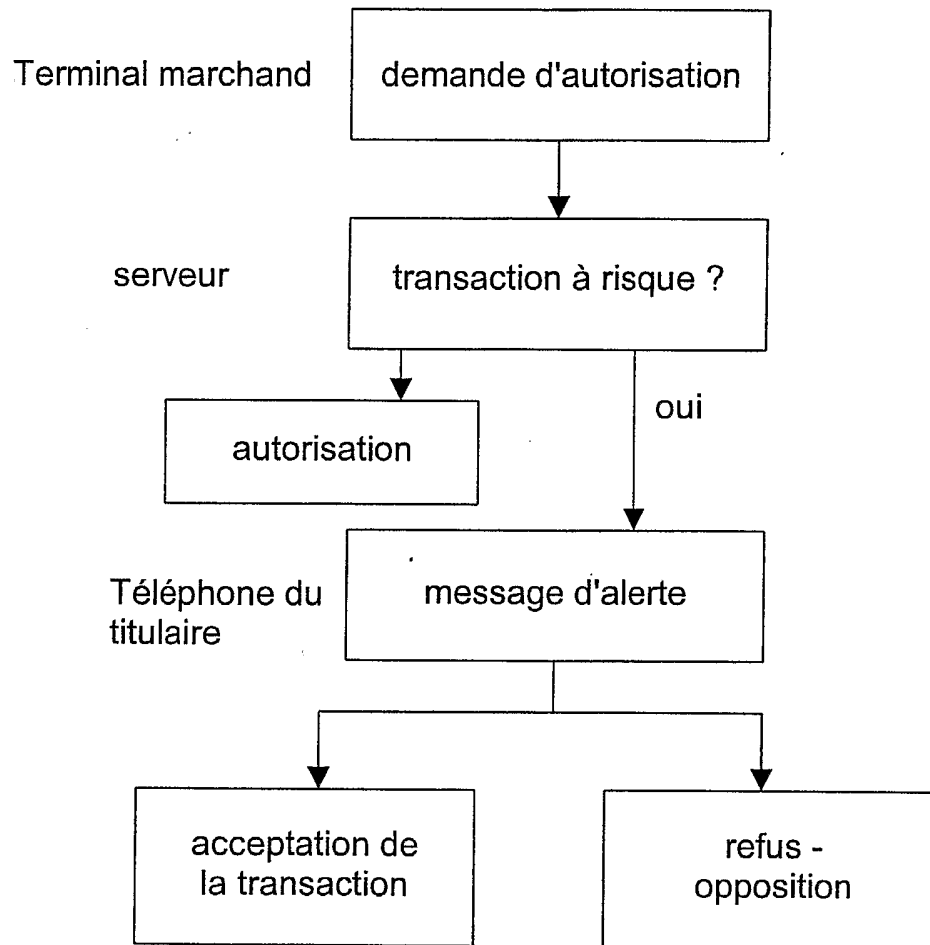 Terminal marchand
demande d'autorisation
serveur
transaction à risque ?
oui
autorisation
Téléphone du
titulaire
message d'alerte
acceptation de
la transaction
refus -
opposition